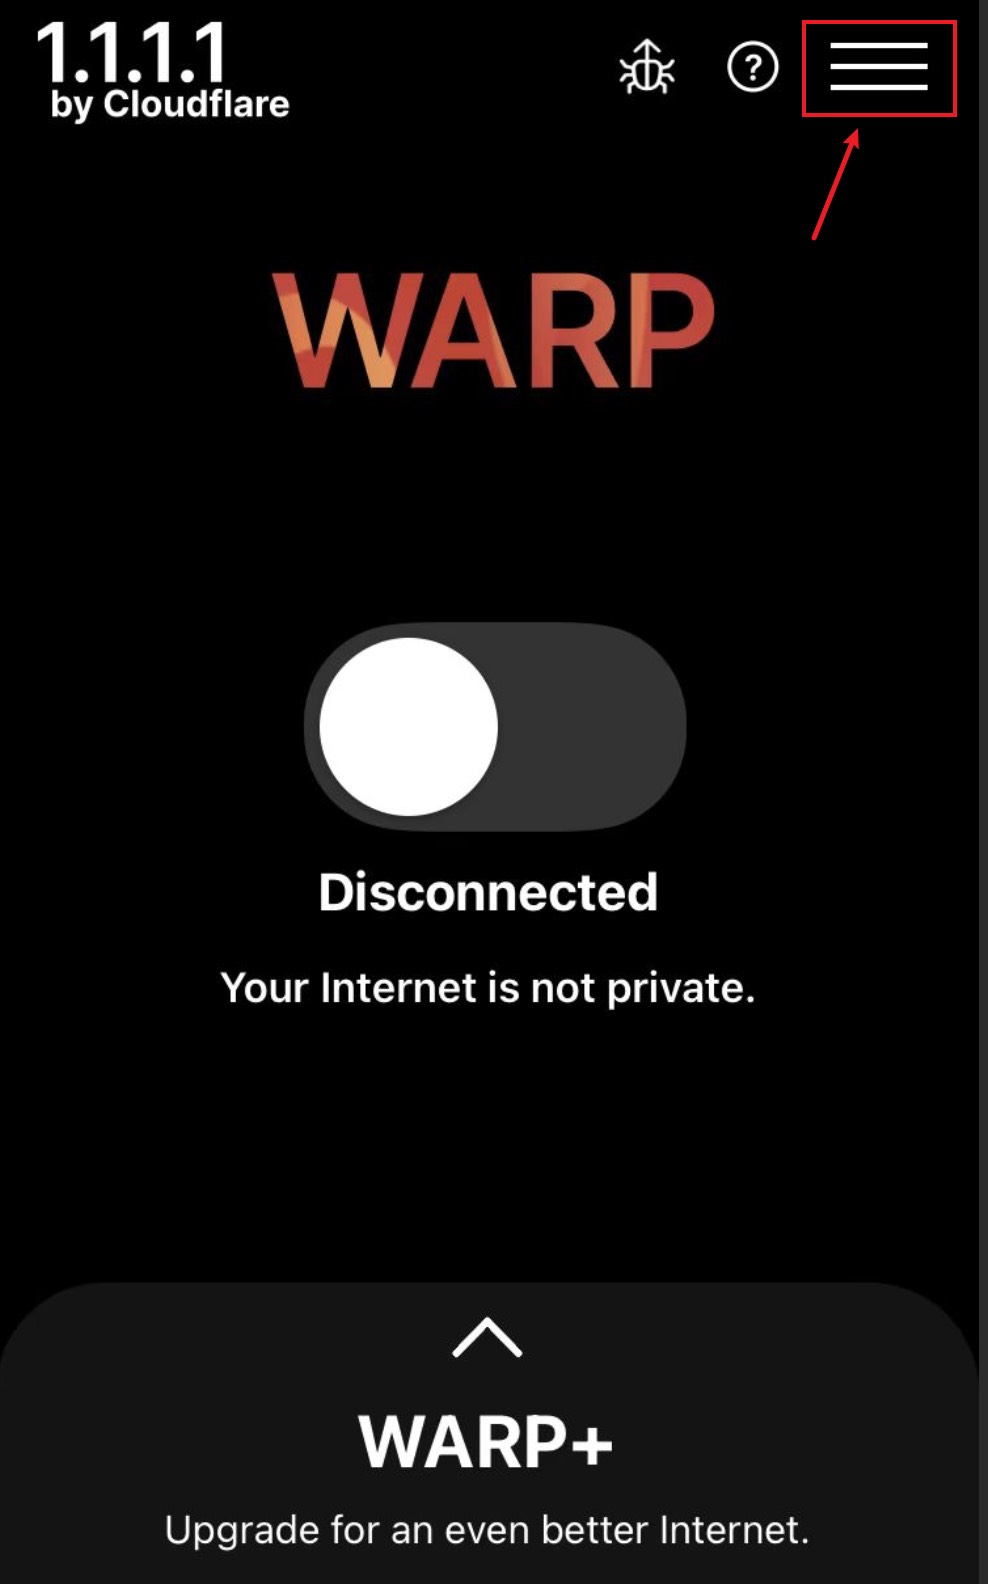 1.1.1.1
by Cloudflare
?
WARP
Disconnected
Your Internet is not private.
WARP+
Upgrade for an even better Internet.